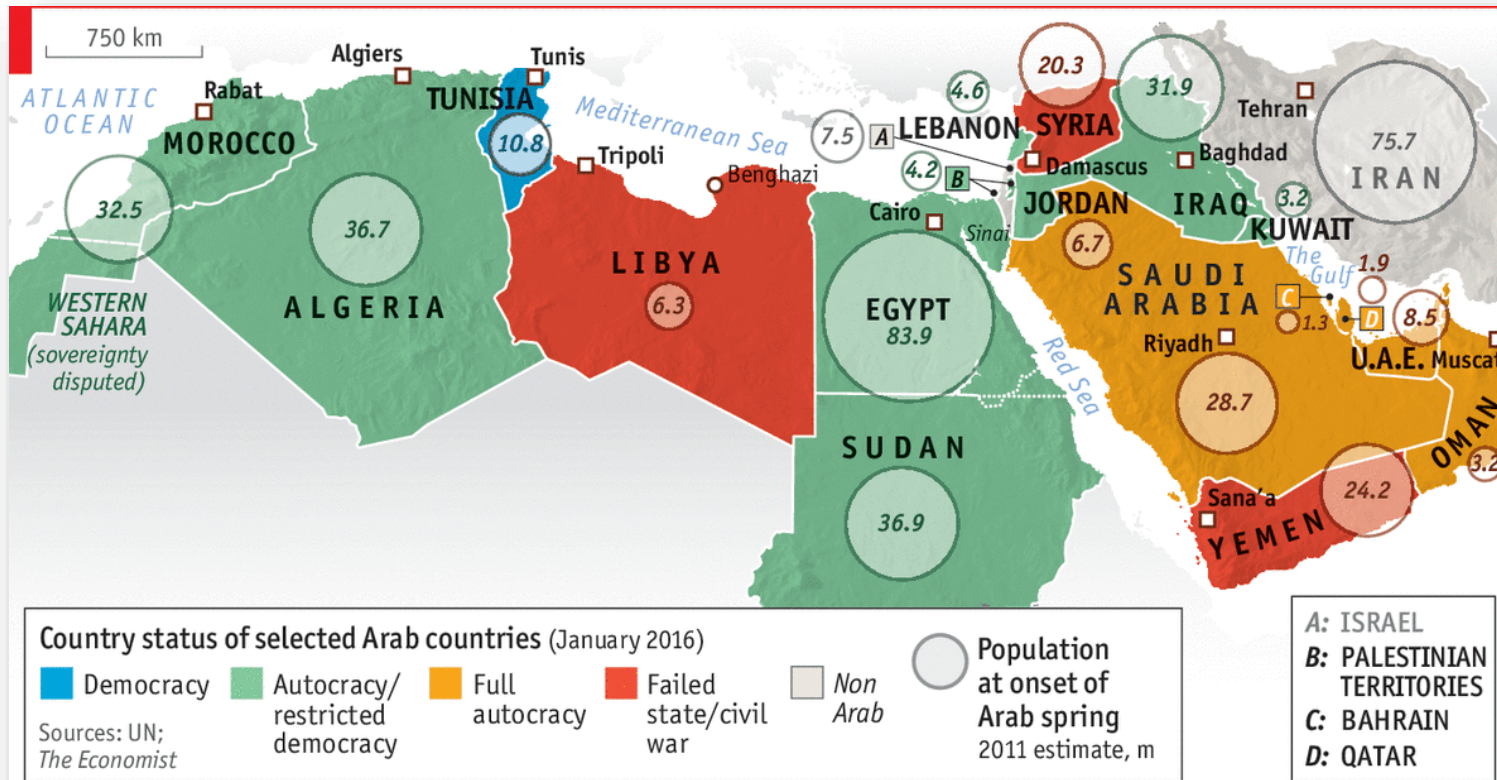 750 km
Algiers
Tunis
Rabat
ATLANTIC
OCEAN
TUNISIA
MOROCCO
10.8
Mediterranean Sea
Tripoli
Benghazi
32.5
36.7
ALGERIA
LIBYA
6.3
WESTERN
SAHARA
(sovereignty
disputed)
20.3
31.9
4.6
7.5
A
LEBANON
SYRIA
Tehran
75.7
IRAN
4.2
B
Damascus
Baghdad
Cairo
Sinai
JORDAN
IRAQ
3.2
KUWAIT
6.7
The
Gulf
1.9
SAUDI
ARABIA
C
1.3
D
8.5
EGYPT
83.9
Riyadh
U.A.E.
Muscat
Red Sea
28.7
OMAN
3.2
SUDAN
36.9
Sana'a
24.2
YEMEN
Country status of selected Arab countries (January 2016)
Democracy
Autocracy/
restricted
democracy
Full
autocracy
Failed
state/civil
war
Non
Arab
Population
at onset of
Arab spring
2011 estimate, m
Sources: UN;
The Economist
A: ISRAEL
B: PALESTINIAN
TERRITORIES
C: BAHRAIN
D: QATAR